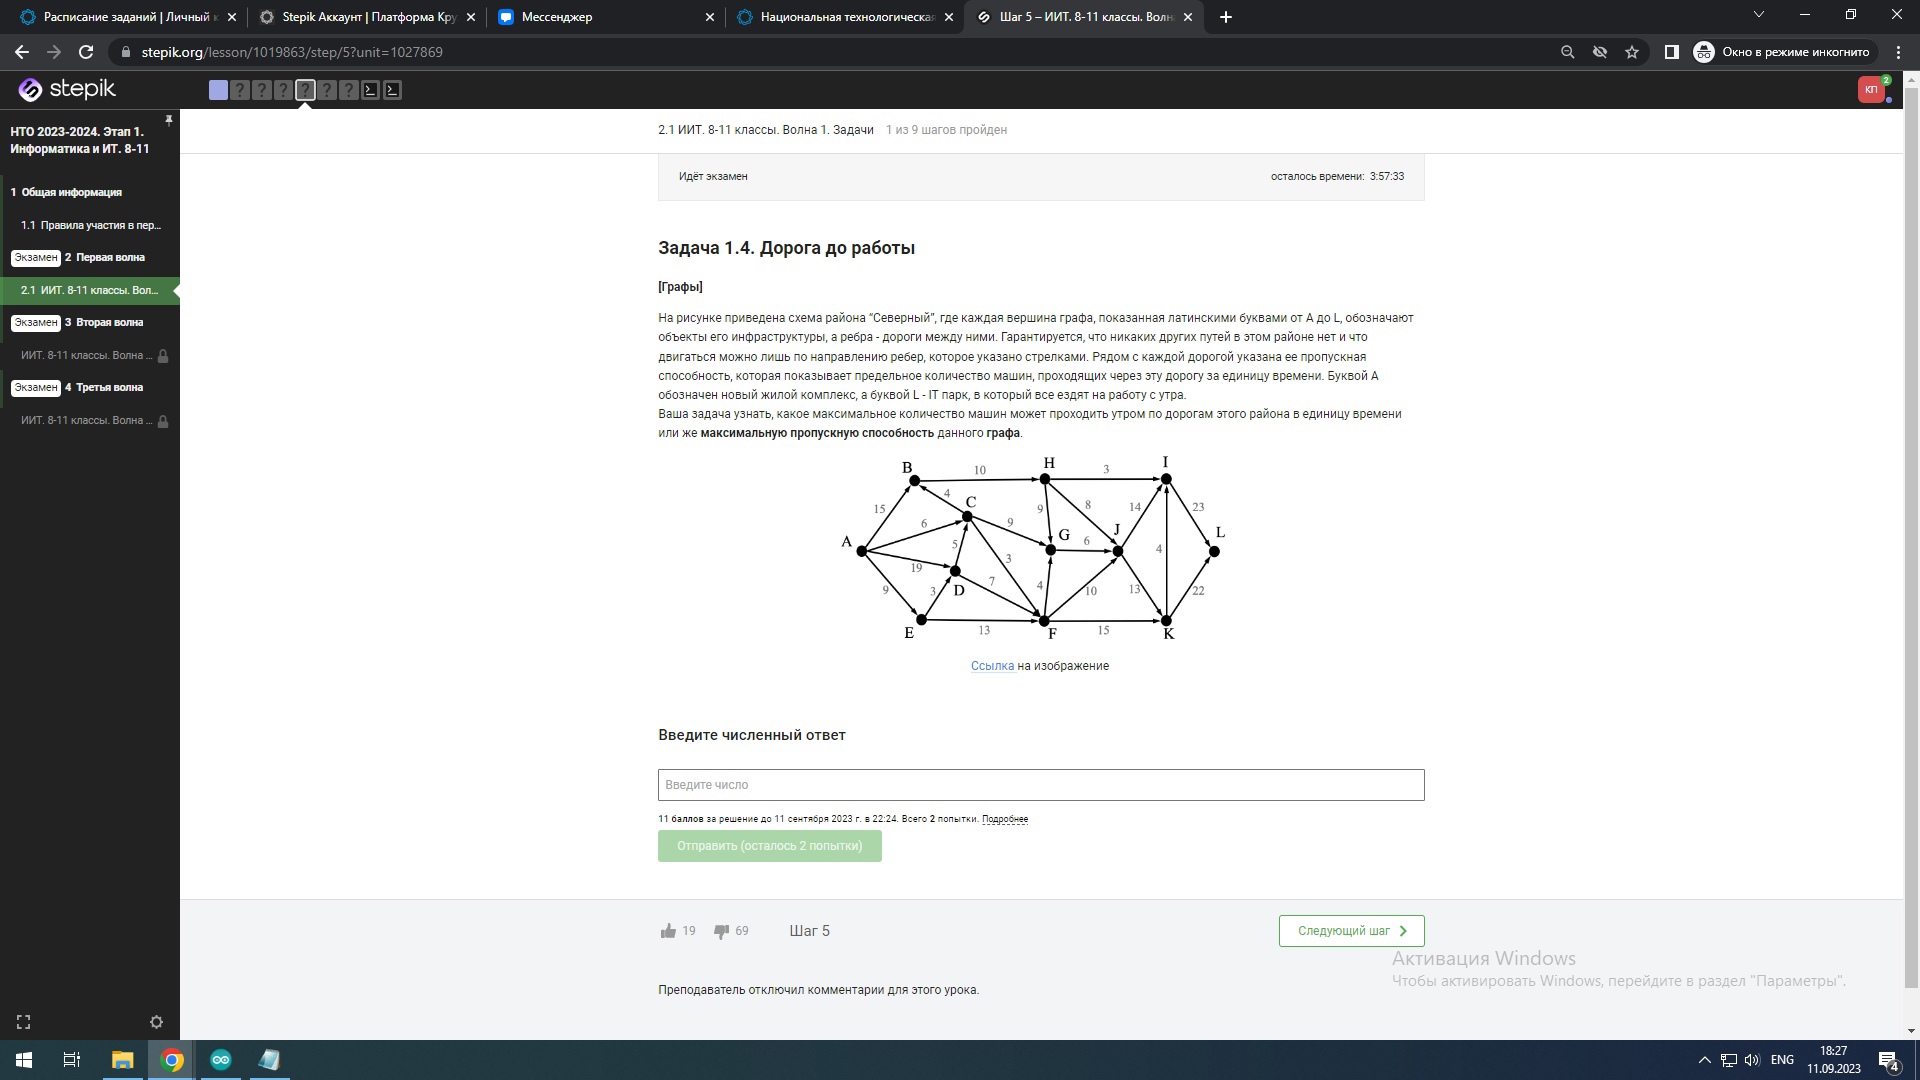 Расписание заданий | Личный к
Stepik Аккаунт | Платформа Кру
Мессенджер
Национальная технологическая
Шаг 5 – ИИТ. 8-11 классы. Волн
stepik.org/lesson/1019863/step/5?unit=1027869
Окно в режиме инкогнито
stepik
КП
2
НТО 2023-2024. Этап 1.
Информатика и ИТ. 8-11
1 Общая информация
1.1 Правила участия в пер...
Экзамен 2 Первая волна
2.1 ИИТ. 8-11 классы. Вол...
Экзамен 3 Вторая волна
ИИТ. 8-11 классы. Волна ...
Экзамен 4 Третья волна
ИИТ. 8-11 классы. Волна ...
2.1 ИИТ. 8-11 классы. Волна 1. Задачи 1 из 9 шагов пройден
Идёт экзамен
осталось времени: 3:57:33
Задача 1.4. Дорога до работы
[Графы]
На рисунке приведена схема района “Северный”, где каждая вершина графа, показанная латинскими буквами от A до L, обозначают
объекты его инфраструктуры, а ребра - дороги между ними. Гарантируется, что никаких других путей в этом районе нет и что
двигаться можно лишь по направлению ребер, которое указано стрелками. Рядом с каждой дорогой указана ее пропускная
способность, которая показывает предельное количество машин, проходящих через эту дорогу за единицу времени. Буквой A
обозначен новый жилой комплекс, а буквой L - IT парк, в который все ездят на работу с утра.
Ваша задача узнать, какое максимальное количество машин может проходить утром по дорогам этого района в единицу времени
или же максимальную пропускную способность данного графа.
B 10 H 3 I
4 C
15 6 9 9 8 14 23
A G J L
5 6
19 3 4
9 3 D 7 4 10 13 22
E 13 F 15 K
Ссылка на изображение
Введите численный ответ
Введите число
11 баллов за решение до 11 сентября 2023 г. в 22:24. Всего 2 попытки. Подробнее
Отправить (осталось 2 попытки)
19 69 Шаг 5
Следующий шаг
Активация Windows
Чтобы активировать Windows, перейдите в раздел "Параметры".
Преподаватель отключил комментарии для этого урока.
ENG
18:27
11.09.2023
4